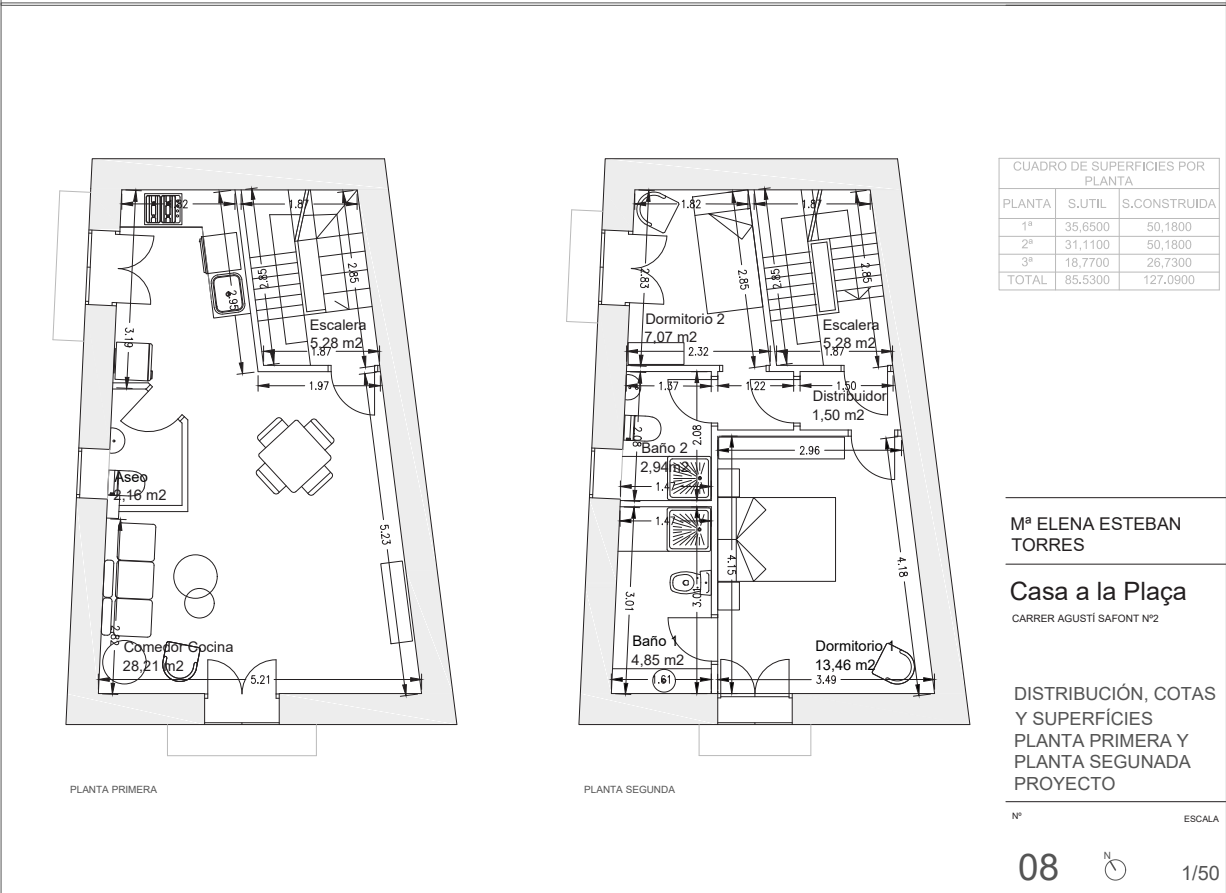 1.82
1.87
2.85
2.85
2.95
3.19
Escalera
5,28 m2
1.87
1.97
Aseo
2,16 m2
5.23
2.82
Comedor Cocina
28,21 m2
5.21
PLANTA PRIMERA
1.82
1.87
2.83
2.85
2.85
2.85
Dormitorio 2
7,07 m2
2.32
Escalera
5,28 m2
1.87
1.37
1.22
1.50
Distribuidor
1,50 m2
2.08
2.08
Baño 2
2,94m2
2.96
1.47
1.47
4.15
4.18
3.01
3.01
Baño 1
4,85 m2
1.61
Dormitorio 1
13,46 m2
3.49
PLANTA SEGUNDA
CUADRO DE SUPERFICIES POR
PLANTA
PLANTA S.UTIL S.CONSTRUIDA
1ª 35,6500 50,1800
2ª 31,1100 50,1800
3ª 18,7700 26,7300
TOTAL 85.5300 127.0900
Mª ELENA ESTEBAN
TORRES
Casa a la Plaça
CARRER AGUSTÍ SAFONT Nº2
DISTRIBUCIÓN, COTAS
Y SUPERFÍCIES
PLANTA PRIMERA Y
PLANTA SEGUNADA
PROYECTO
Nº ESCALA
08 N 1/50